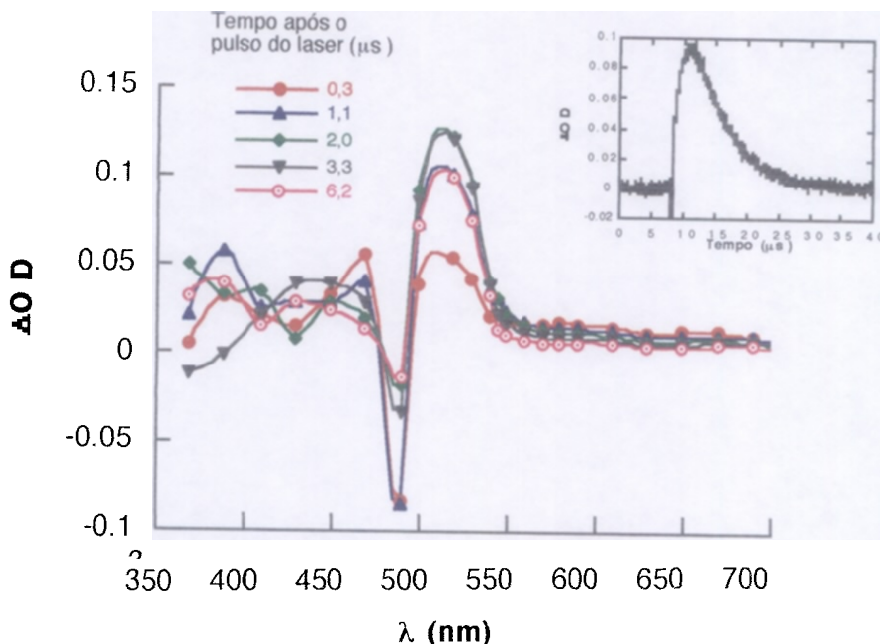 Tempo após o
pulso do laser (µs)
0,3
1,1
2,0
3,3
6,2
0.15
0.1
0.05
0
-0.05
-0.1
ΔO D
350 400 450 500 550 600 650 700
λ (nm)
0.1
0.08
0.06
0.04
0.02
0
-0.02
ΔO D
0 5 10 15 20 25 30 35 40
Tempo (µs)